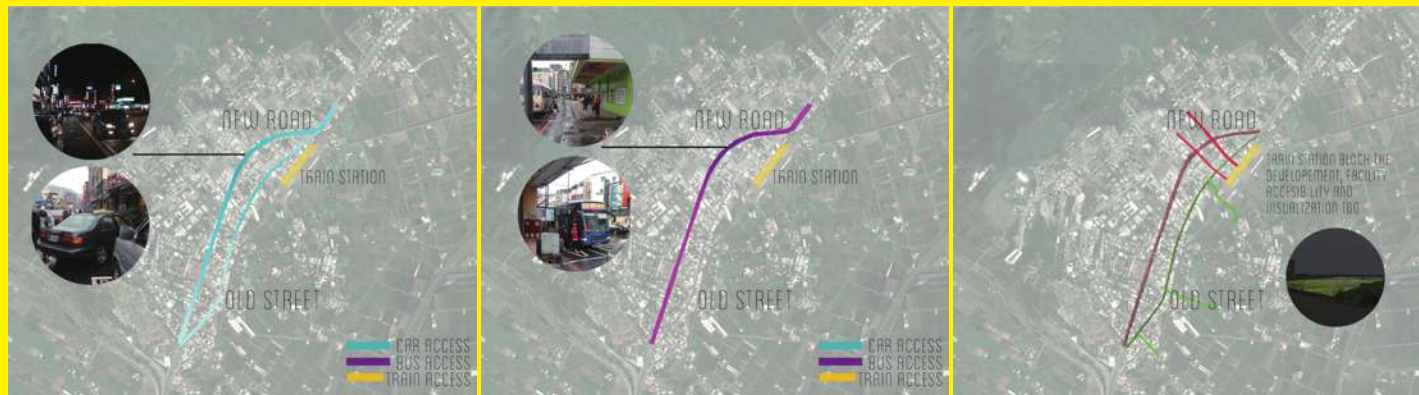 NEW ROAD
TRAIN STATION
OLD STREET
CAR ACCESS
BUS ACCESS
TRAIN ACCESS
NEW ROAD
TRAIN STATION
OLD STREET
CAR ACCESS
BUS ACCESS
TRAIN ACCESS
NEW ROAD
TRAIN STATION BLOCK THE
DEVELOPEMENT, FACILITY
ACCESIBILITY AND
VISUALIZATION TOO
OLD STREET